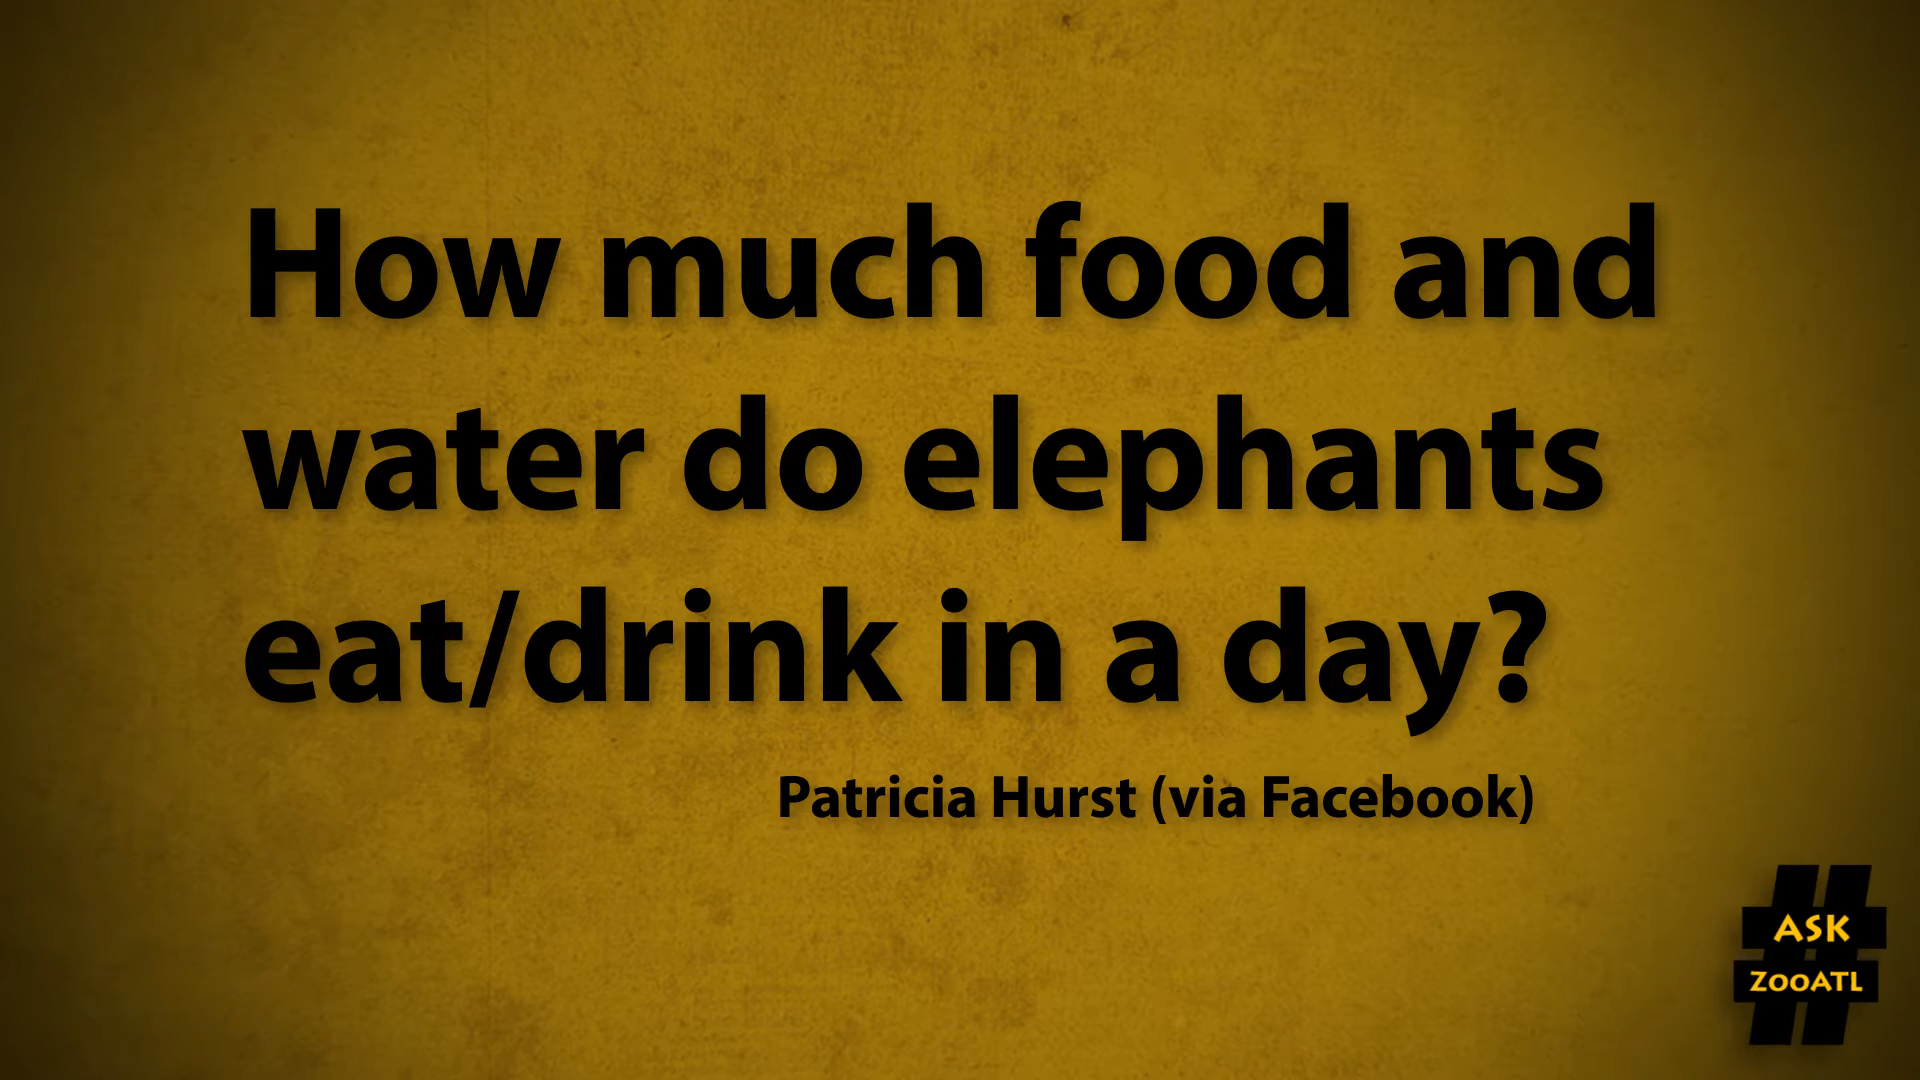 How much food and
water do elephants
eat/drink in a day?
Patricia Hurst (via Facebook)
ASK
ZOOATL